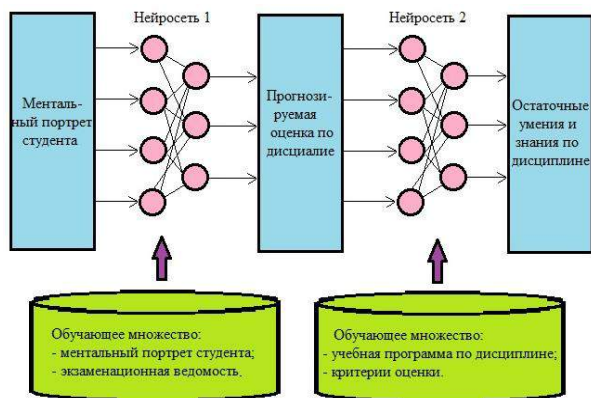 Нейросеть 1
Нейросеть 2
Менталь-
ный портрет
студента
Прогнози-
руемая
оценка по
дисциалие
Остаточные
умения и
знания по
дисциплине
Обучающее множество:
- ментальный портрет студента;
- экзаменационная ведомость.
Обучающее множество:
- учебная программа по дисциплине;
- критерии оценки.